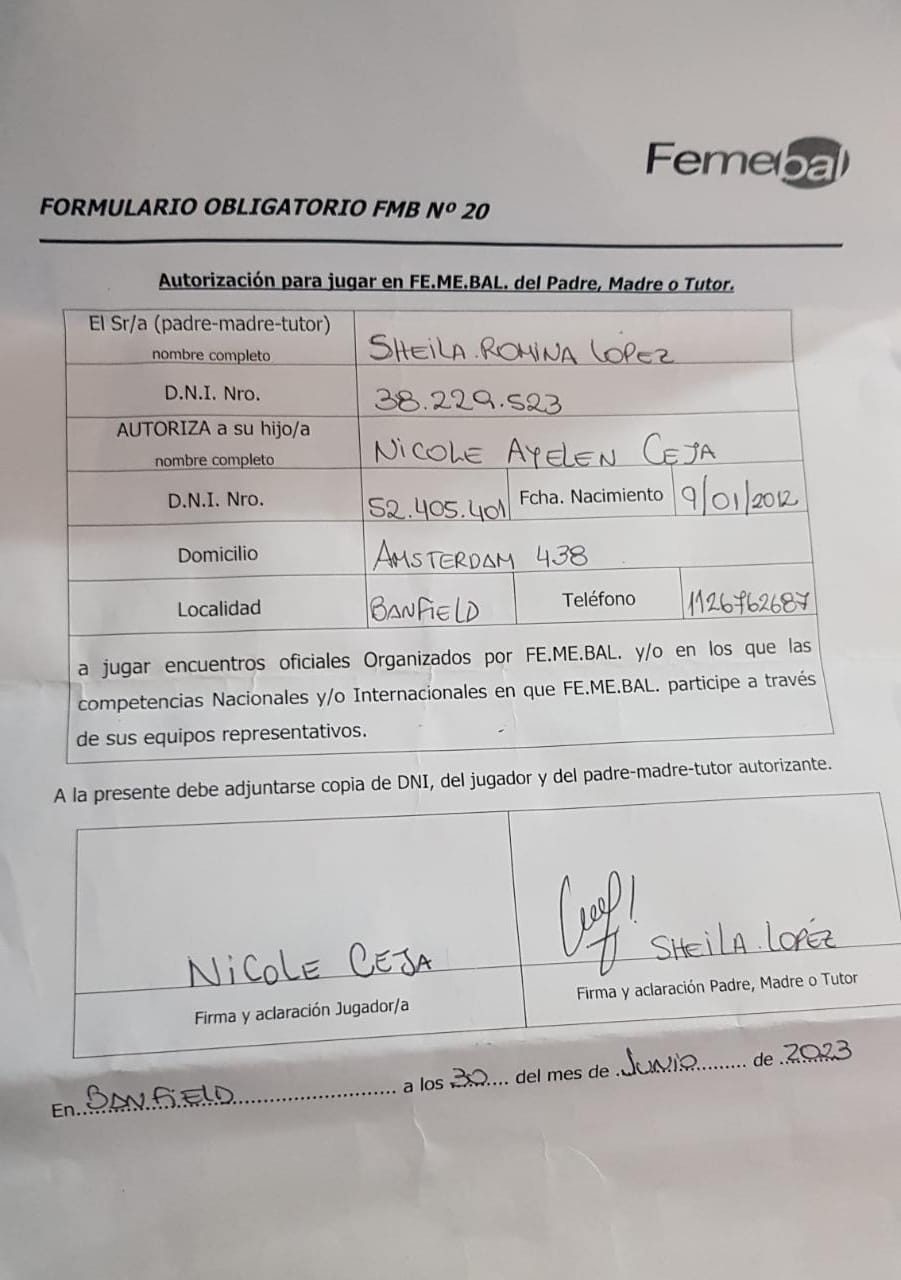 Femebal
FORMULARIO OBLIGATORIO FMB Nº 20
Autorización para jugar en FE.ME.BAL. del Padre, Madre o Tutor.
El Sr/a (padre-madre-tutor)
nombre completo
SHEILA.ROMINA LÓPEZ
D.N.I. Nro.
38.229.523
AUTORIZA a su hijo/a
nombre completo
NICOLE AYELEN CEJA
D.N.I. Nro.
52.405.401
Fcha. Nacimiento
9/01/2012
Domicilio
AMSTERDAM 438
Localidad
BANFIELD
Teléfono
1126762687
a jugar encuentros oficiales Organizados por FE.ME.BAL. y/o en los que las
competencias Nacionales y/o Internacionales en que FE.ME.BAL. participe a través
de sus equipos representativos.
A la presente debe adjuntarse copia de DNI, del jugador y del padre-madre-tutor autorizante.
NICOLE CEJA
Firma y aclaración Jugador/a
SHEILA.LOPÉZ
Firma y aclaración Padre, Madre o Tutor
En BANFIELD a los 30 del mes de JUNIO de 2023